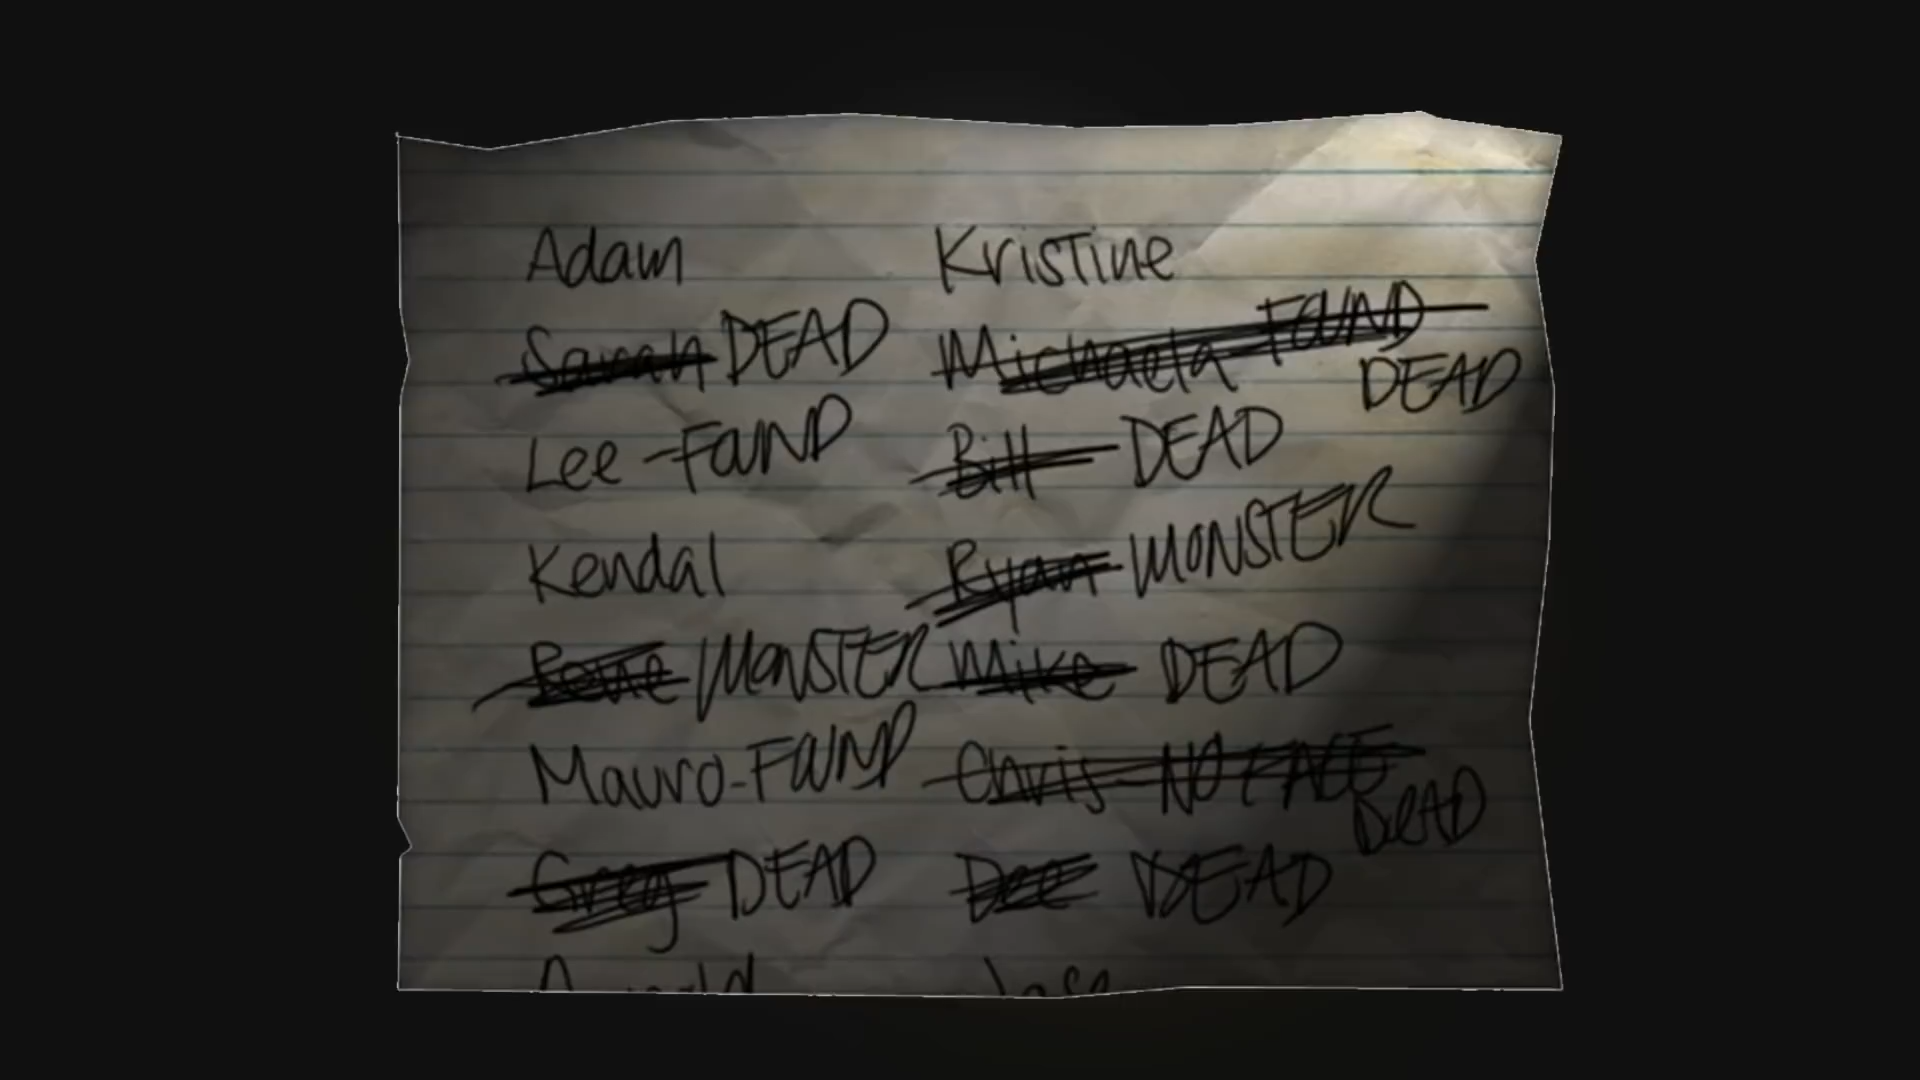 Adam Kristine
Sarah DEAD Michaela FOUND
DEAD
Lee - FOUND Bill DEAD
Kendal Ryan MONSTER
Rene MONSTER Mike DEAD
Mauro - FOUND Chris - NO FACE
DEAD
Greg DEAD Dee DEAD